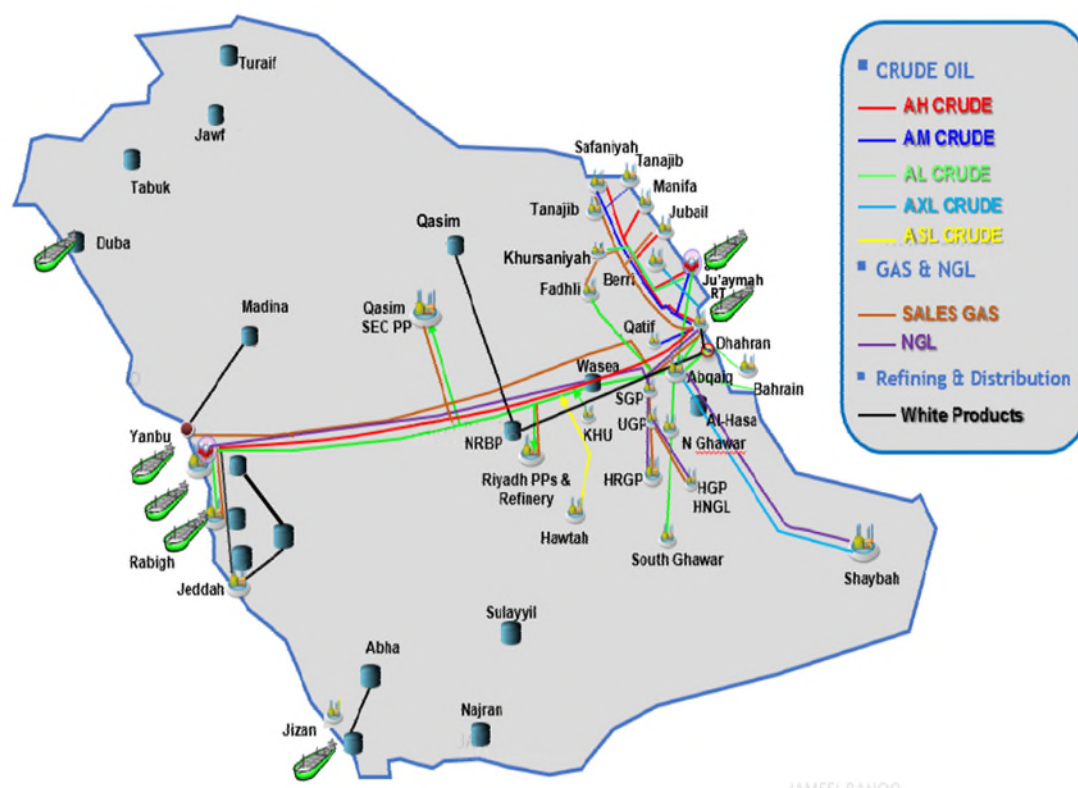 Turaif
Jawf
Tabuk
Duba
Madina
Qasim
Qasim
SEC PP
Safaniyah
Tanajib
Manifa
Tanajib
Jubail
Khursaniyah
Berri
Fadhli
Ju'aymah
RT
Qatif
Dhahran
Wasea
Abqaiq
Bahrain
SGP
Al-Hasa
UGP
N Ghawar
KHU
NRBP
Riyadh PPs &
Refinery
HRGP
HGP
HNGL
Hawtah
South Ghawar
Shaybah
Yanbu
Rabigh
Jeddah
Sulayyil
Abha
Jizan
Najran
CRUDE OIL
AH CRUDE
AM CRUDE
AL CRUDE
AXL CRUDE
ASL CRUDE
GAS & NGL
SALES GAS
NGL
Refining & Distribution
White Products